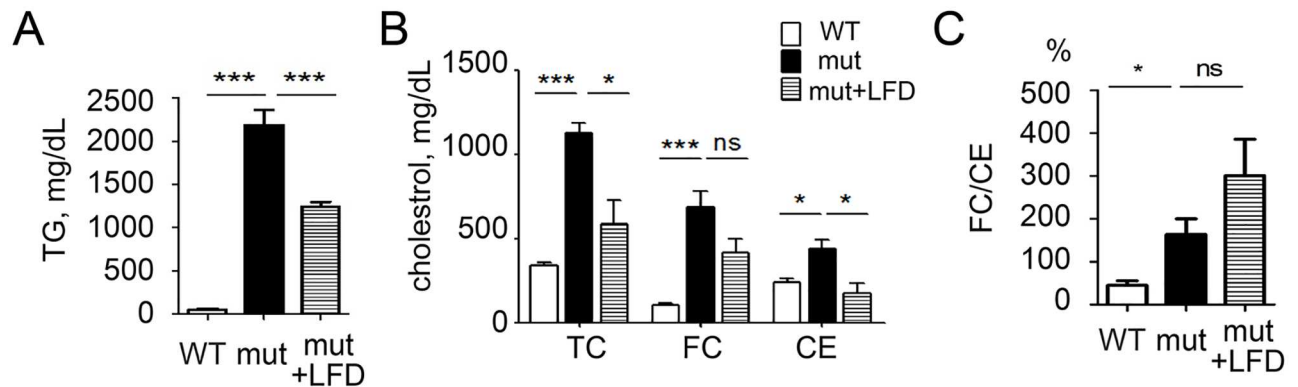 A
TG, mg/dL
2500
2000
1500
1000
500
0
*** ***
WT mut mut
+LFD
B
cholestrol, mg/dL
1500
1000
500
0
*** *
*** ns
* *
TC FC CE
WT
mut
mut+LFD
C
%
FC/CE
500
400
300
200
100
0
* ns
WT mut mut
+LFD